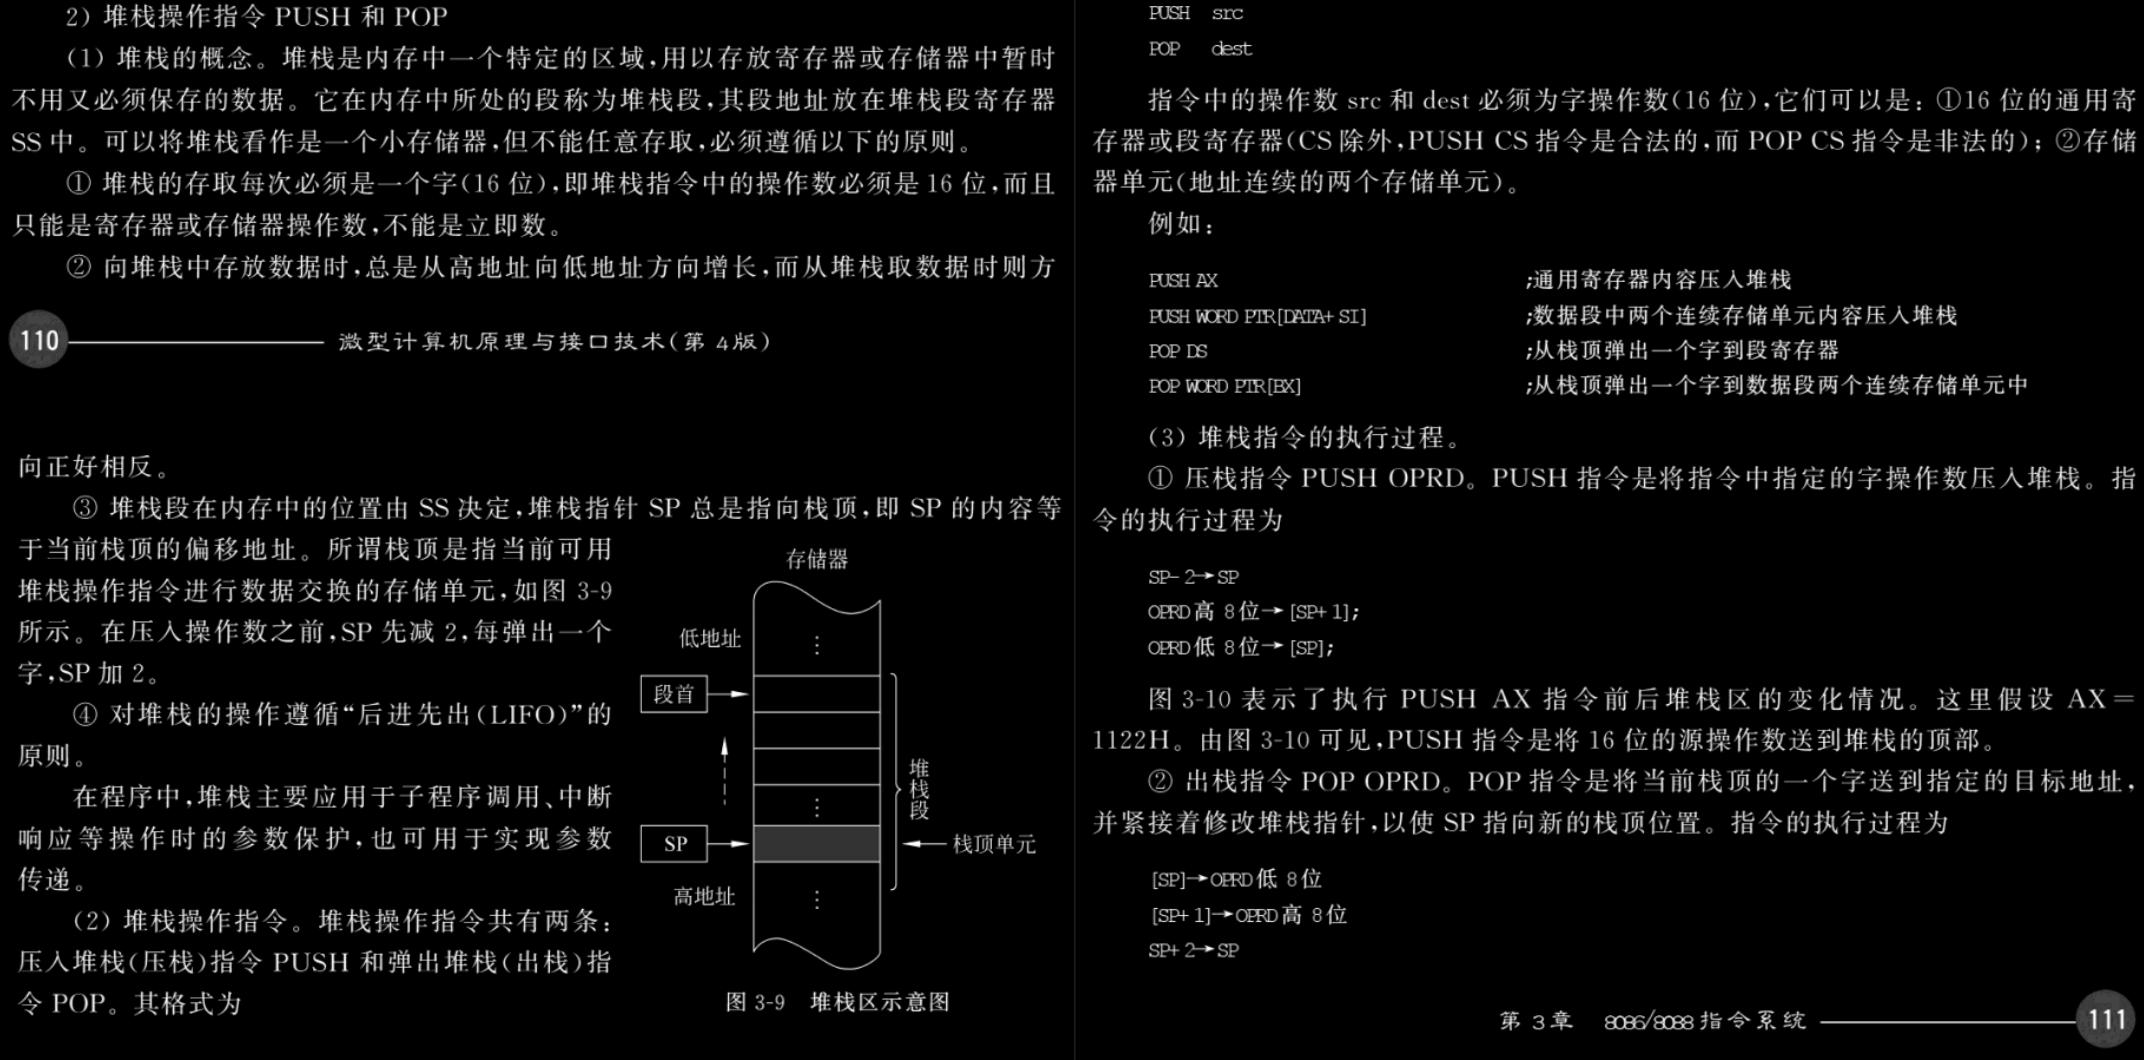 2) 堆栈操作指令 PUSH 和 POP
(1) 堆栈的概念。堆栈是内存中一个特定的区域,用以存放寄存器或存储器中暂时
不用又必须保存的数据。它在内存中所处的段称为堆栈段,其段地址放在堆栈段寄存器
SS 中。可以将堆栈看作是一个小存储器,但不能任意存取,必须遵循以下的原则。
① 堆栈的存取每次必须是一个字(16 位),即堆栈指令中的操作数必须是 16 位,而且
只能是寄存器或存储器操作数,不能是立即数。
② 向堆栈中存放数据时,总是从高地址向低地址方向增长,而从堆栈取数据时则方
110 微型计算机原理与接口技术(第 4版)
向正好相反。
③ 堆栈段在内存中的位置由 SS 决定,堆栈指针 SP 总是指向栈顶,即 SP 的内容等
于当前栈顶的偏移地址。所谓栈顶是指当前可用
堆栈操作指令进行数据交换的存储单元,如图 3-9
所示。在压入操作数之前,SP 先减 2,每弹出一个
字,SP 加 2。
④ 对堆栈的操作遵循“后进先出(LIFO)”的
原则。
在程序中,堆栈主要应用于子程序调用、中断
响应等操作时的参数保护,也可用于实现参数
传递。
(2) 堆栈操作指令。堆栈操作指令共有两条:
压入堆栈(压栈)指令 PUSH 和弹出堆栈(出栈)指
令 POP。其格式为
存储器
低地址
⋮
段首
堆栈段
⋮
SP
栈顶单元
高地址
⋮
图 3-9 堆栈区示意图
PUSH src
POP dest
指令中的操作数 src 和 dest 必须为字操作数(16 位),它们可以是: ①16 位的通用寄
存器或段寄存器(CS 除外,PUSH CS 指令是合法的,而 POP CS 指令是非法的); ②存储
器单元(地址连续的两个存储单元)。
例如:
PUSH AX ;通用寄存器内容压入堆栈
PUSH WORD PTR[DATA+SI] ;数据段中两个连续存储单元内容压入堆栈
POP DS ;从栈顶弹出一个字到段寄存器
POP WORD PTR[BX] ;从栈顶弹出一个字到数据段两个连续存储单元中
(3) 堆栈指令的执行过程。
① 压栈指令 PUSH OPRD。PUSH 指令是将指令中指定的字操作数压入堆栈。指
令的执行过程为
SP-2→SP
OPRD高 8位→[SP+1];
OPRD低 8位→[SP];
图 3-10 表示了执行 PUSH AX 指令前后堆栈区的变化情况。这里假设 AX=
1122H。由图 3-10 可见,PUSH 指令是将 16 位的源操作数送到堆栈的顶部。
② 出栈指令 POP OPRD。POP 指令是将当前栈顶的一个字送到指定的目标地址,
并紧接着修改堆栈指针,以使 SP 指向新的栈顶位置。指令的执行过程为
[SP]→OPRD低 8位
[SP+1]→OPRD高 8位
SP+2→SP
第 3章 8086/8088指令系统 111